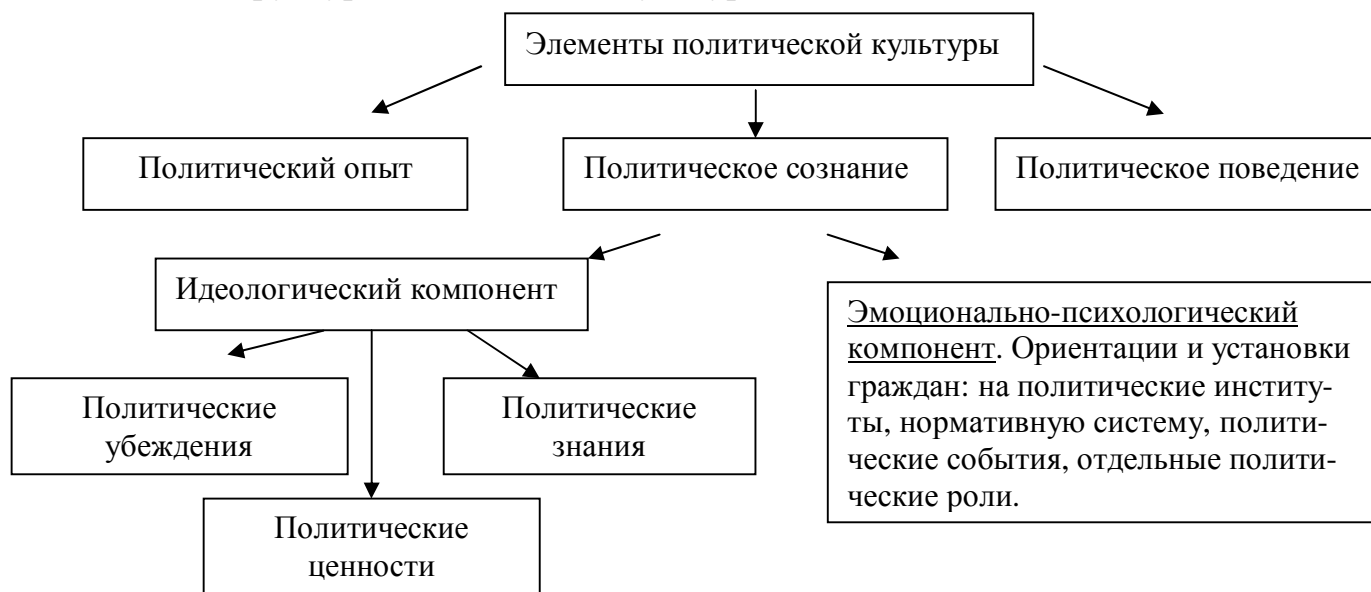 Элементы политической культуры
Политический опыт
Политическое сознание
Политическое поведение
Идеологический компонент
Эмоционально-психологический
компонент. Ориентации и установки
граждан: на политические институ-
ты, нормативную систему, полити-
ческие события, отдельные полити-
ческие роли.
Политические
убеждения
Политические
знания
Политические
ценности